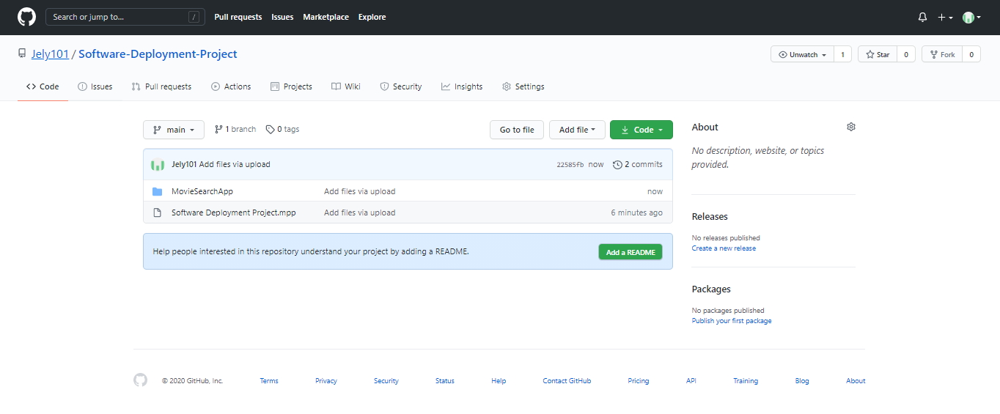 Search or jump to... / Pull requests Issues Marketplace Explore
Jely101 / Software-Deployment-Project Unwatch 1 Star 0 Fork 0
Code Issues Pull requests Actions Projects Wiki Security Insights Settings
main 1 branch 0 tags Go to file Add file Code
Jely101 Add files via upload 22585fb now 2 commits
MovieSearchApp Add files via upload now
Software Deployment Project.mpp Add files via upload 6 minutes ago
Help people interested in this repository understand your project by adding a README. Add a README
About
No description, website, or topics
provided.
Releases
No releases published
Create a new release
Packages
No packages published
Publish your first package
© 2020 GitHub, Inc. Terms Privacy Security Status Help Contact GitHub Pricing API Training Blog About